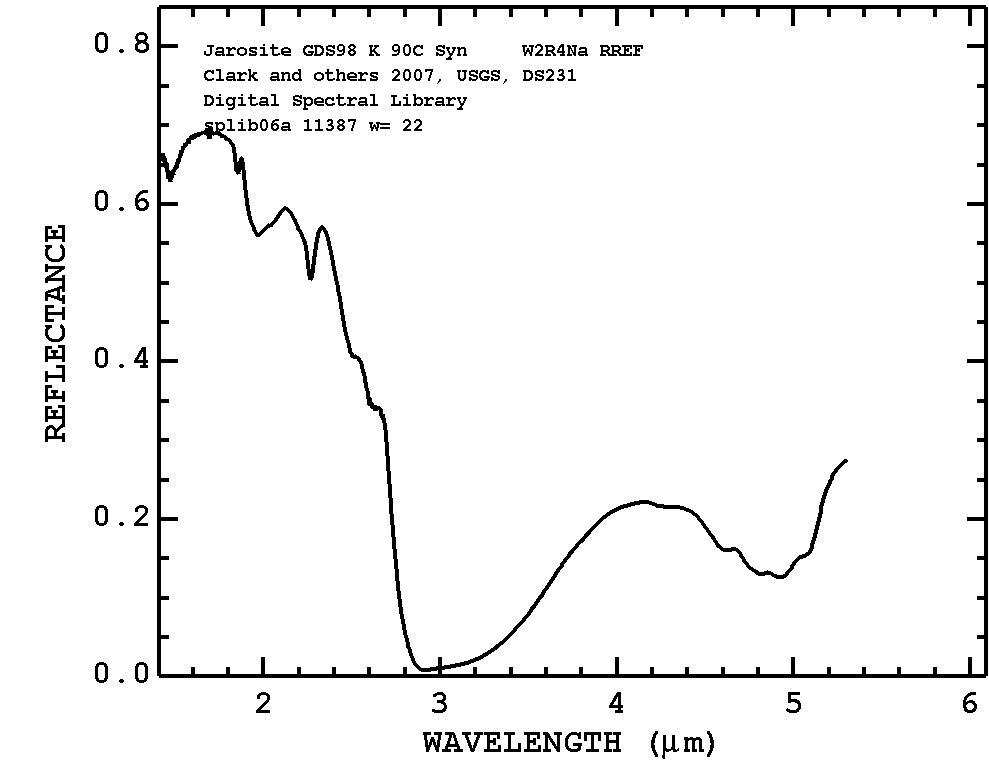 0.8
0.6
0.4
0.2
0.0
REFLECTANCE
Jarosite GDS98 K 90C Syn W2R4Na RREF
Clark and others 2007, USGS, DS231
Digital Spectral Library
splib06a 11387 w= 22
2 3 4 5 6
WAVELENGTH (μm)